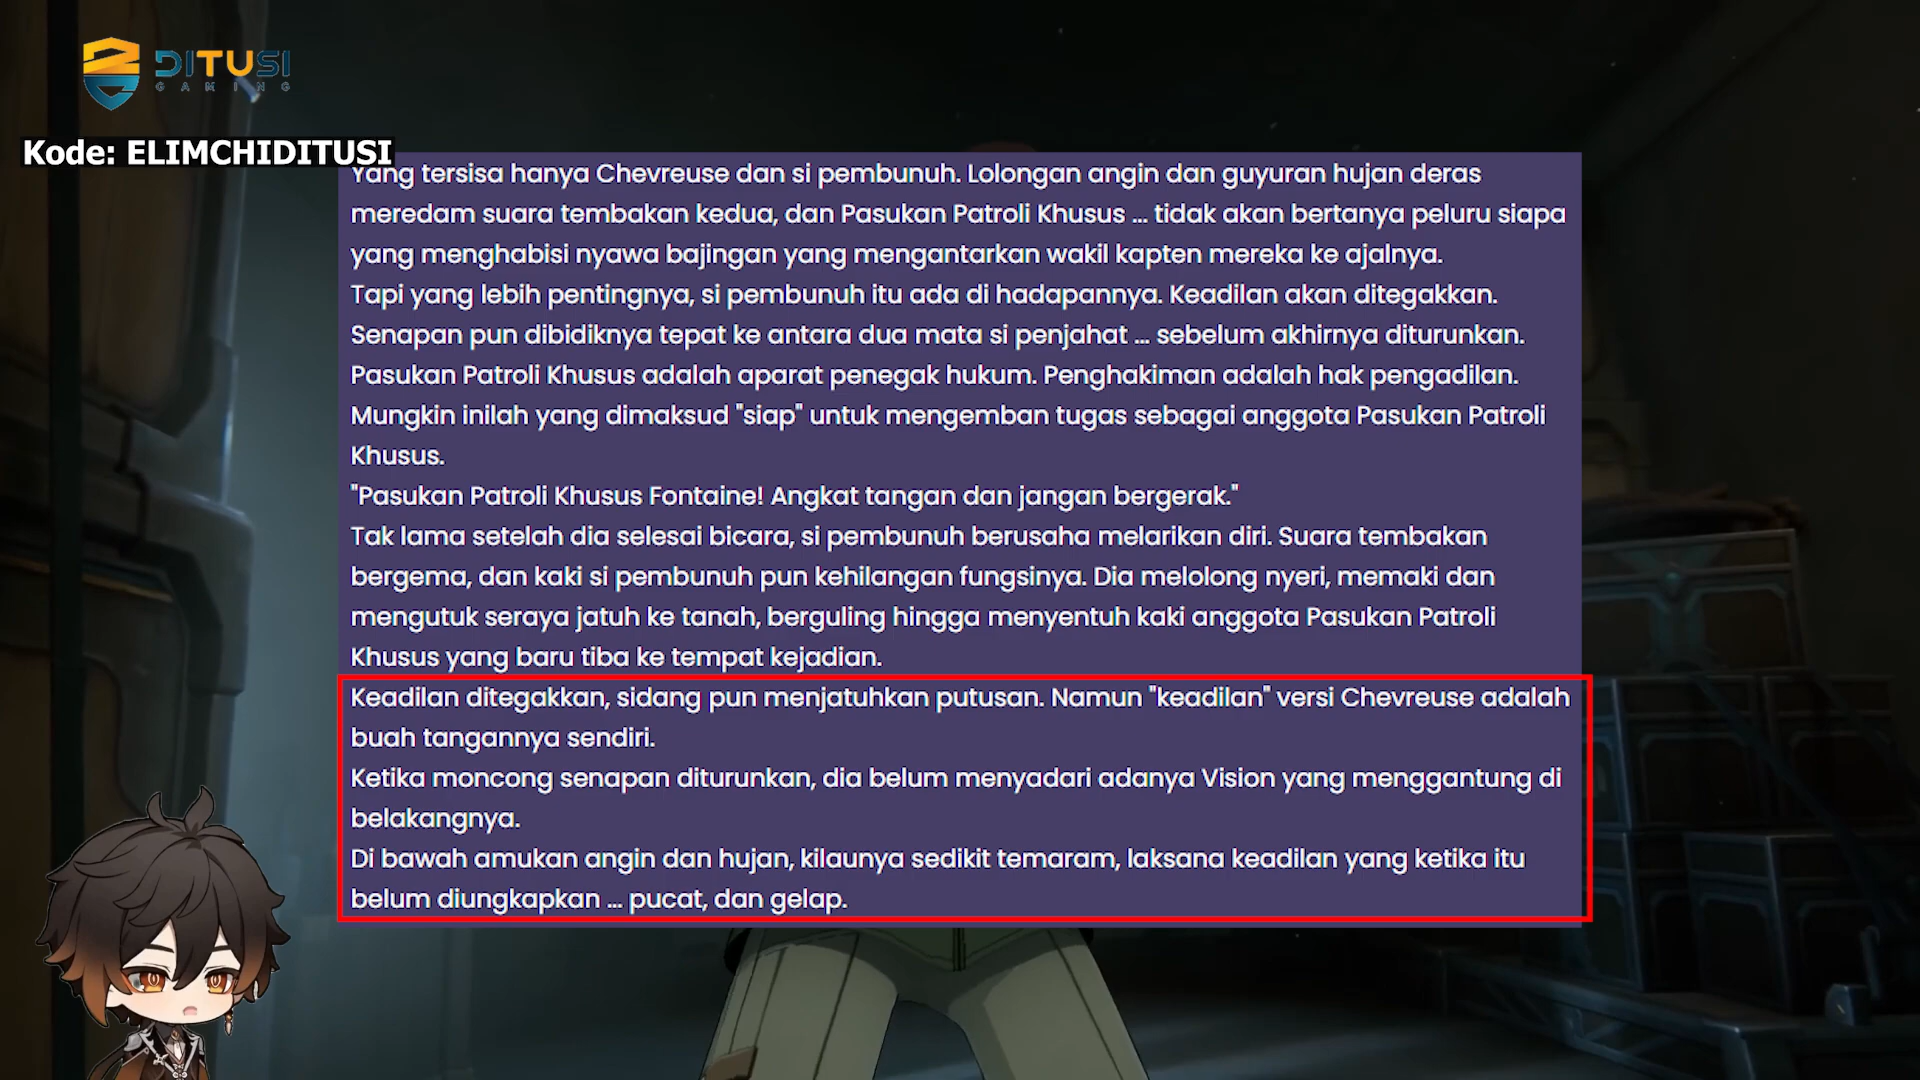 DITUSI
GAMING
Kode: ELIMCHIDITUSI
Yang tersisa hanya Chevreuse dan si pembunuh. Lolongan angin dan guyuran hujan deras
meredam suara tembakan kedua, dan Pasukan Patroli Khusus ... tidak akan bertanya peluru siapa
yang menghabisi nyawa bajingan yang mengantarkan wakil kapten mereka ke ajalnya.
Tapi yang lebih pentingnya, si pembunuh itu ada di hadapannya. Keadilan akan ditegakkan.
Senapan pun dibidiknya tepat ke antara dua mata si penjahat ... sebelum akhirnya diturunkan.
Pasukan Patroli Khusus adalah aparat penegak hukum. Penghakiman adalah hak pengadilan.
Mungkin inilah yang dimaksud "siap" untuk mengemban tugas sebagai anggota Pasukan Patroli
Khusus.
"Pasukan Patroli Khusus Fontaine! Angkat tangan dan jangan bergerak."
Tak lama setelah dia selesai bicara, si pembunuh berusaha melarikan diri. Suara tembakan
bergema, dan kaki si pembunuh pun kehilangan fungsinya. Dia melolong nyeri, memaki dan
mengutuk seraya jatuh ke tanah, berguling hingga menyentuh kaki anggota Pasukan Patroli
Khusus yang baru tiba ke tempat kejadian.
Keadilan ditegakkan, sidang pun menjatuhkan putusan. Namun "keadilan" versi Chevreuse adalah
buah tangannya sendiri.
Ketika moncong senapan diturunkan, dia belum menyadari adanya Vision yang menggantung di
belakangnya.
Di bawah amukan angin dan hujan, kilaunya sedikit temaram, laksana keadilan yang ketika itu
belum diungkapkan ... pucat, dan gelap.